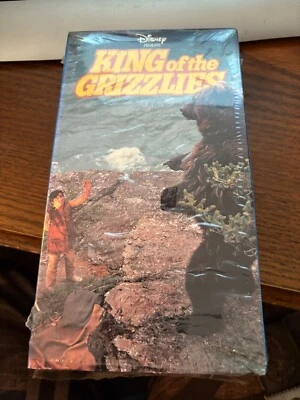 Disney
PRESENTS
KING of the
GRIZZLIES